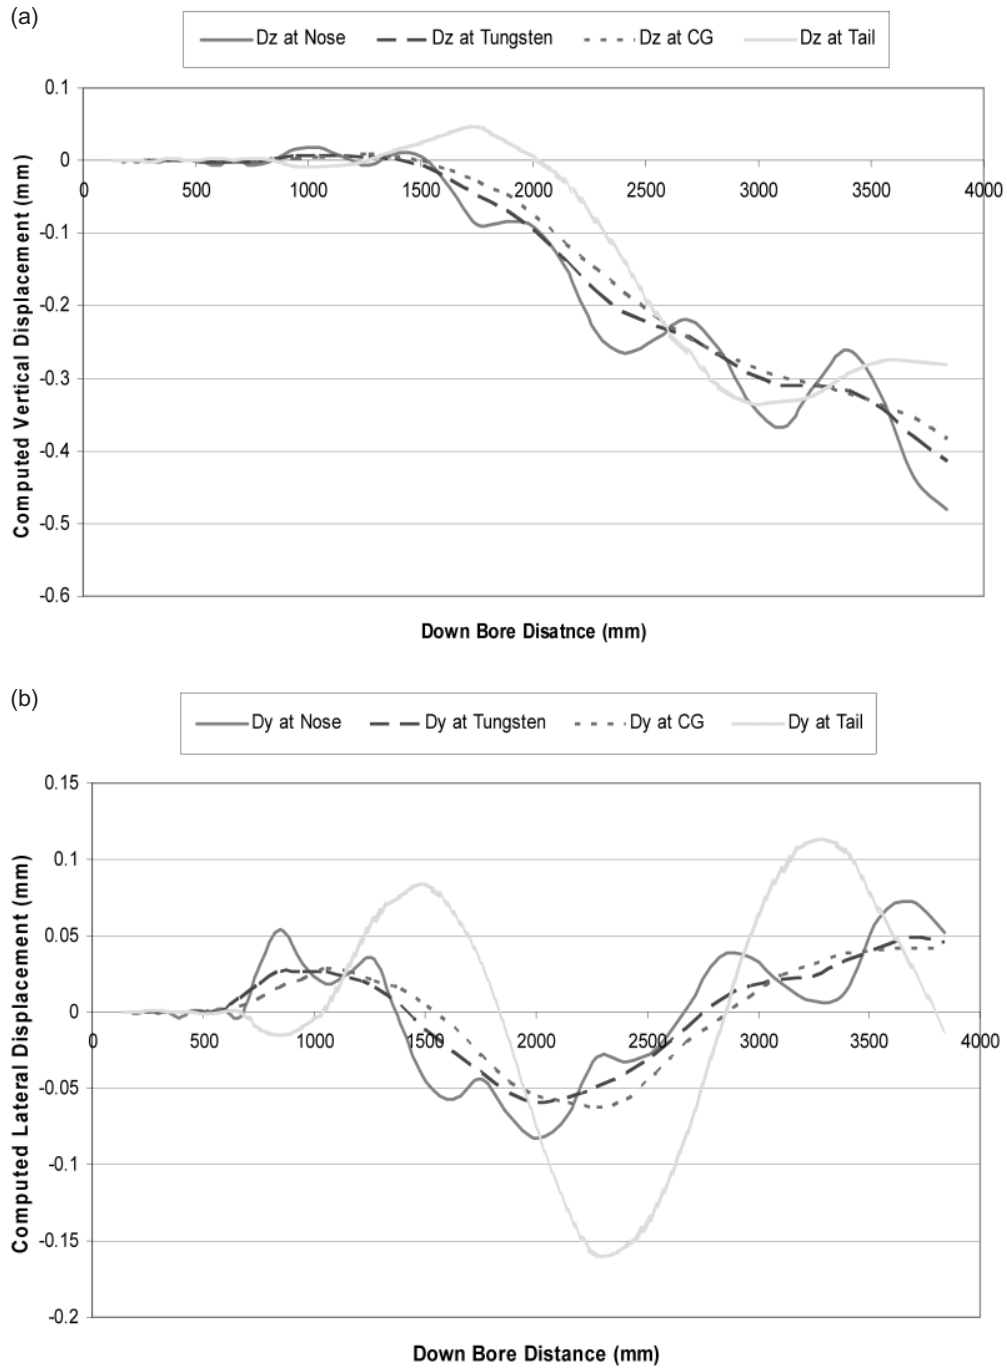 (a)
Dz at Nose Dz at Tungsten Dz at CG Dz at Tail
0.1
0
-0.1
-0.2
-0.3
-0.4
-0.5
-0.6
0 500 1000 1500 2000 2500 3000 3500 4000
Computed Vertical Displacement (mm)
Down Bore Disatnce (mm)
(b)
Dy at Nose Dy at Tungsten Dy at CG Dy at Tail
0.15
0.1
0.05
0
-0.05
-0.1
-0.15
-0.2
0 500 1000 1500 2000 2500 3000 3500 4000
Computed Lateral Displacement (mm)
Down Bore Distance (mm)